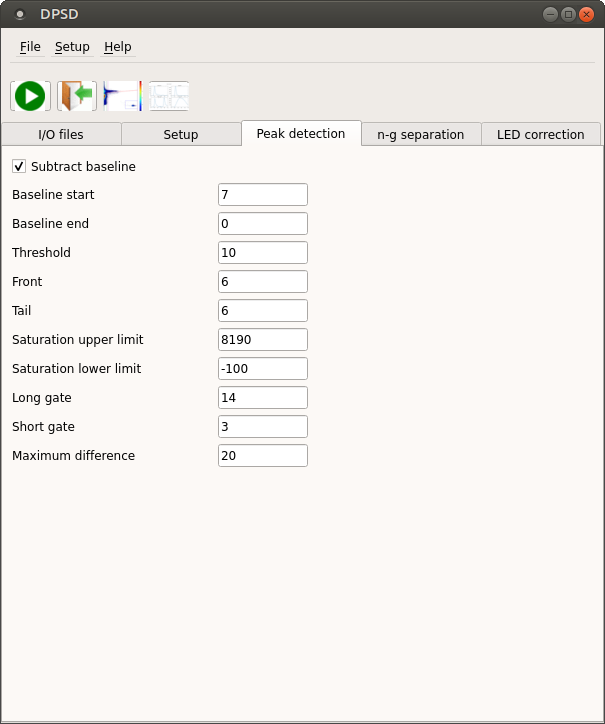 DPSD
File Setup Help
I/O files Setup Peak detection n-g separation LED correction
Subtract baseline
Baseline start 7
Baseline end 0
Threshold 10
Front 6
Tail 6
Saturation upper limit 8190
Saturation lower limit -100
Long gate 14
Short gate 3
Maximum difference 20